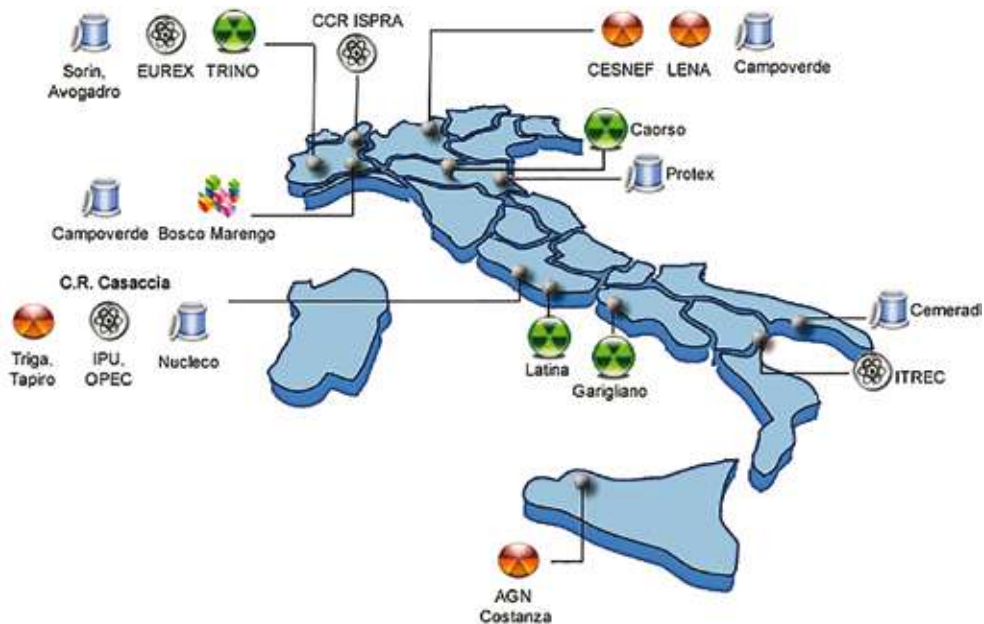 CCR ISPRA
Sorin,
Avogadro
EUREX
TRINO
CESNEF
LENA
Campoverde
Caorso
Protex
Campoverde
Bosco Marengo
C.R. Casaccia
Triga,
Tapiro
IPU,
OPEC
Nucleco
Latina
Garigliano
Cemeradi
ITREC
AGN
Costanza